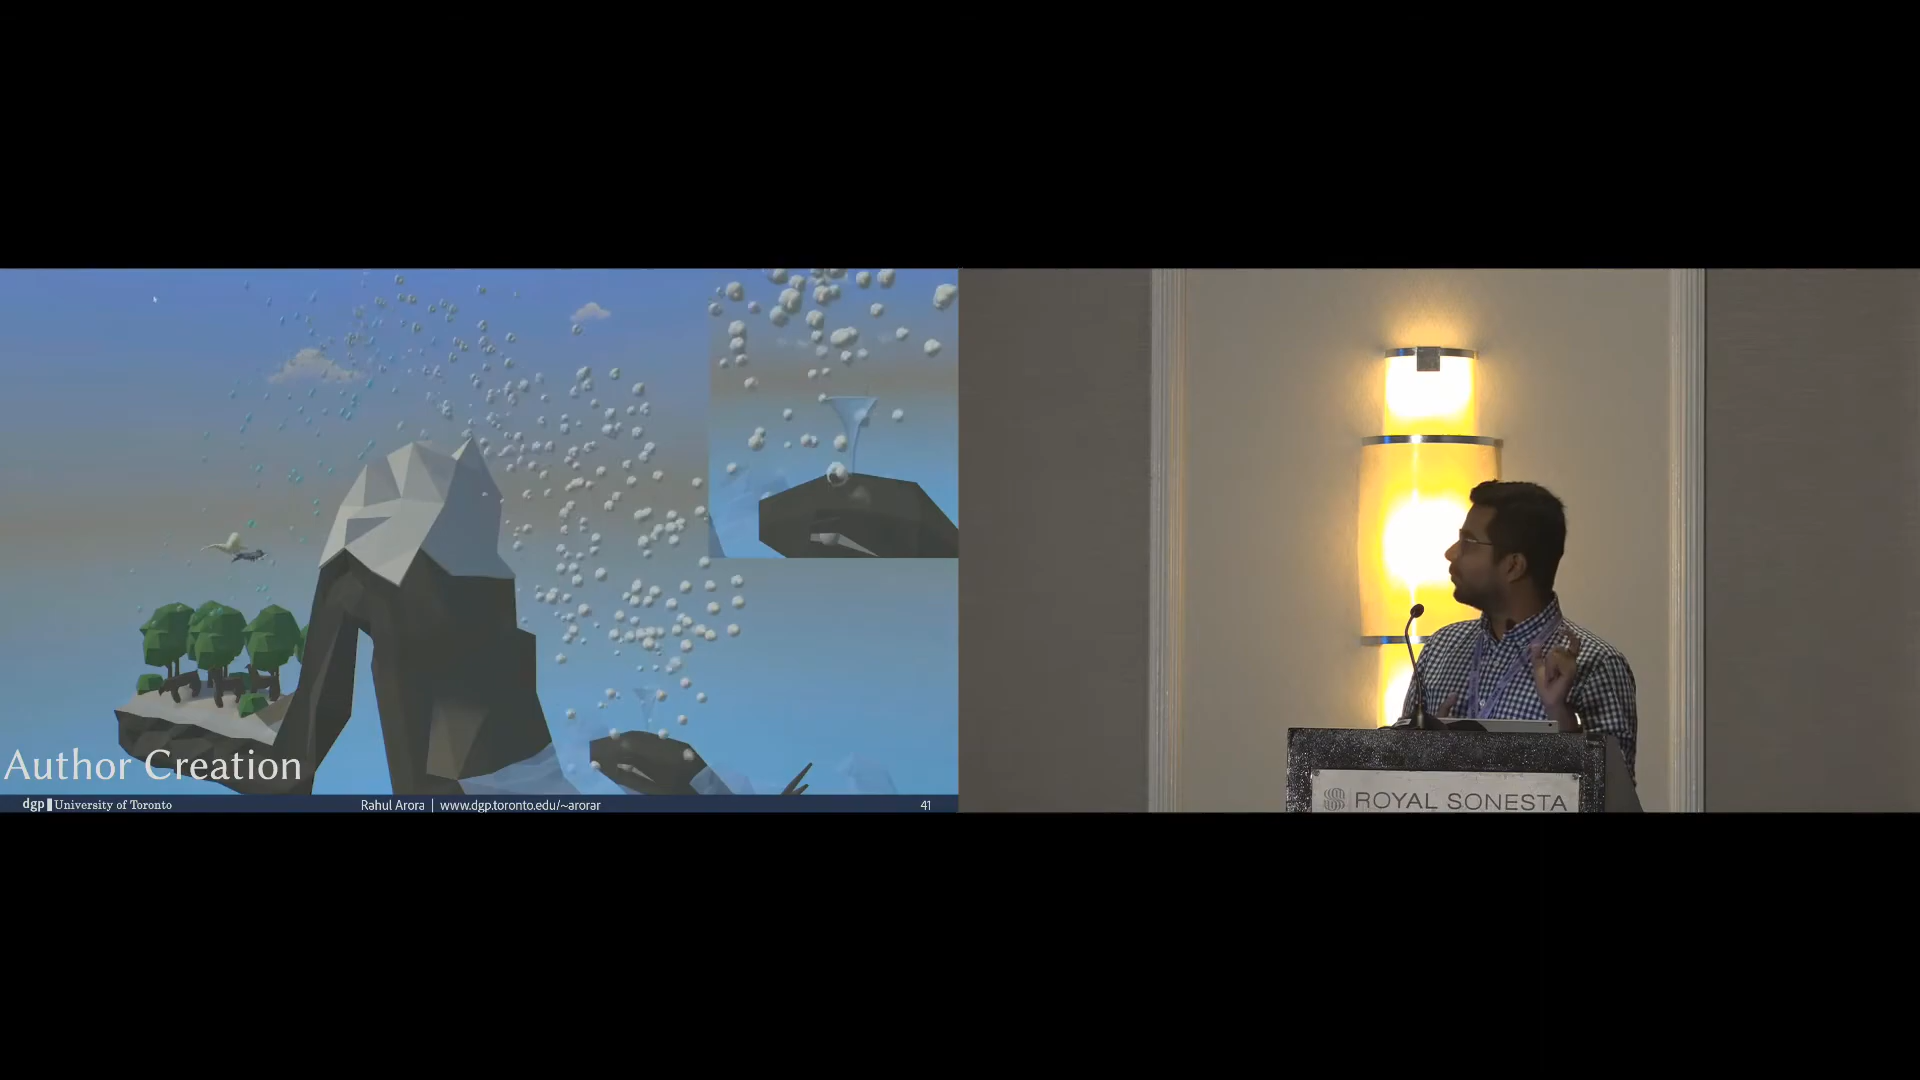 Author Creation
dgp University of Toronto
Rahul Arora | www.dgp.toronto.edu/~arorar
41
ROYAL SONESTA